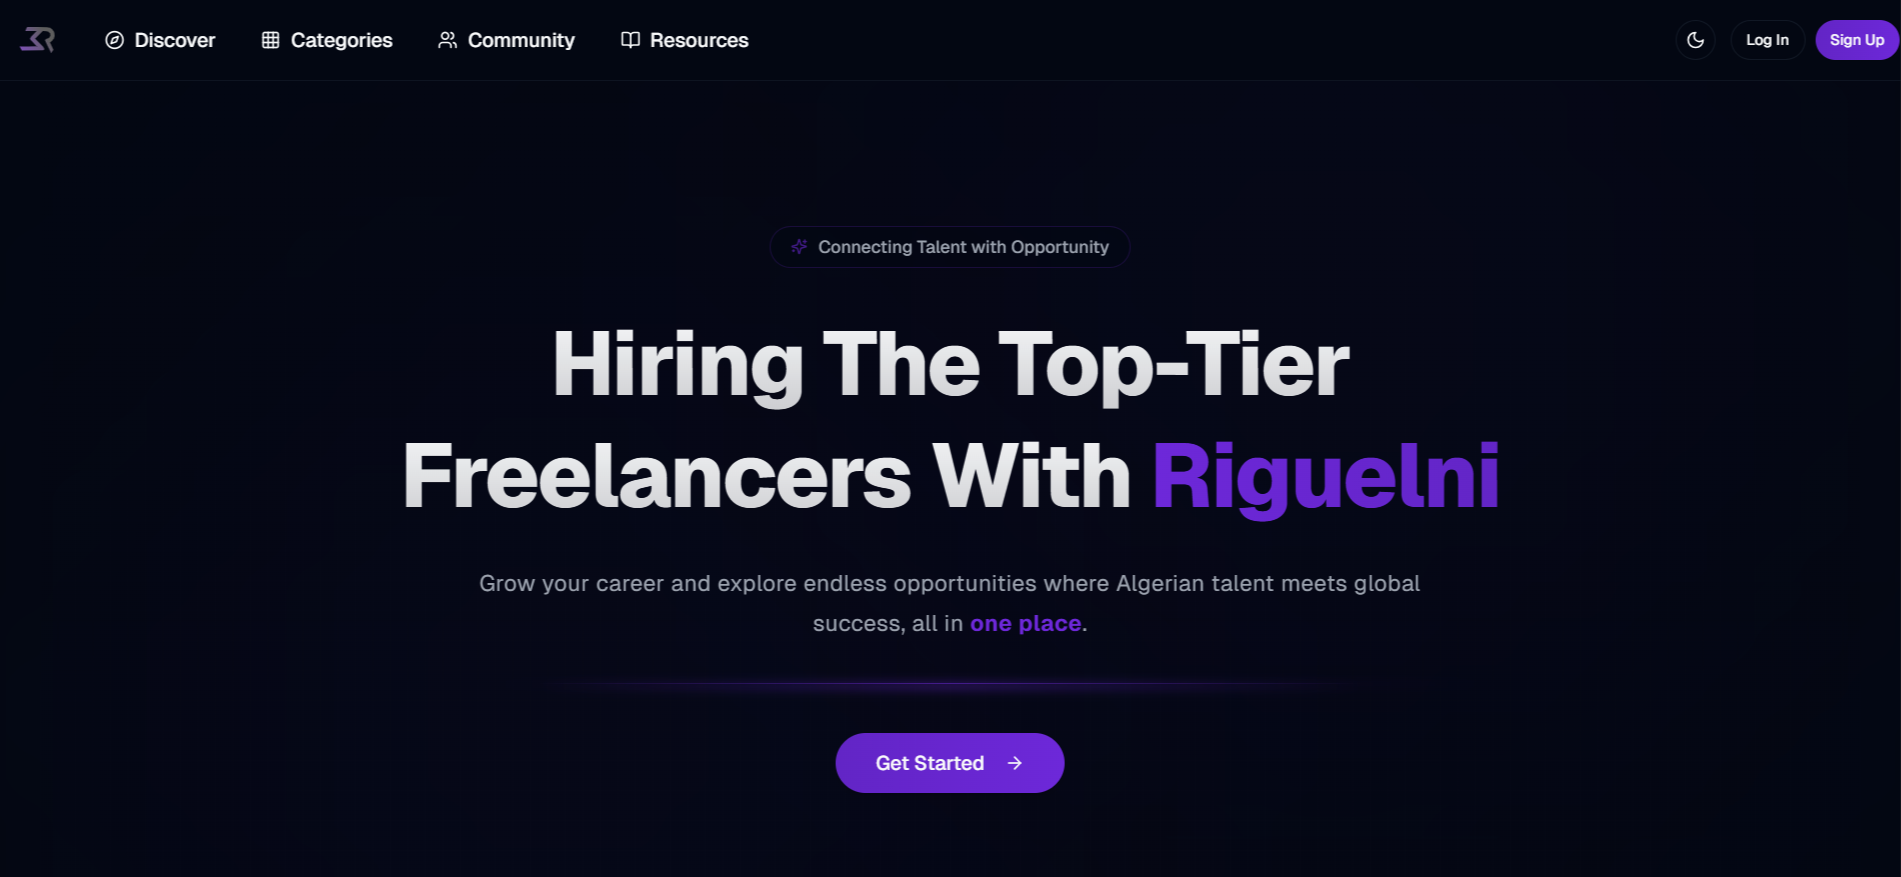 Discover
Categories
Community
Resources
Log In
Sign Up
Connecting Talent with Opportunity
Hiring The Top-Tier
Freelancers With Riguelni
Grow your career and explore endless opportunities where Algerian talent meets global
success, all in one place.
Get Started